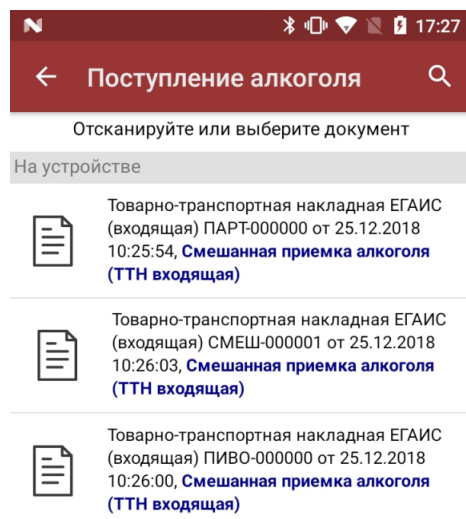 17:27
Поступление алкоголя
Отсканируйте или выберите документ
На устройстве
Товарно-транспортная накладная ЕГАИС
(входящая) ПАРТ-000000 от 25.12.2018
10:25:54, Смешанная приемка алкоголя
(ТТН входящая)
Товарно-транспортная накладная ЕГАИС
(входящая) СМЕШ-000001 от 25.12.2018
10:26:03, Смешанная приемка алкоголя
(ТТН входящая)
Товарно-транспортная накладная ЕГАИС
(входящая) ПИВО-000000 от 25.12.2018
10:26:00, Смешанная приемка алкоголя
(ТТН входящая)